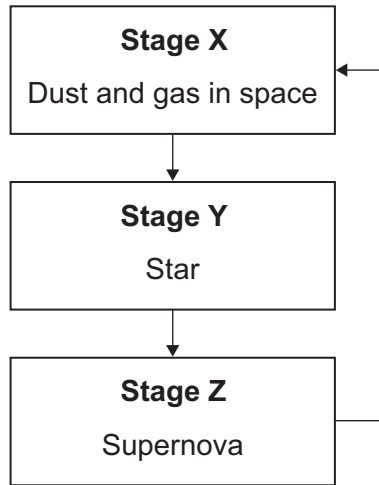 Stage X
Dust and gas in space
Stage Y
Star
Stage Z
Supernova